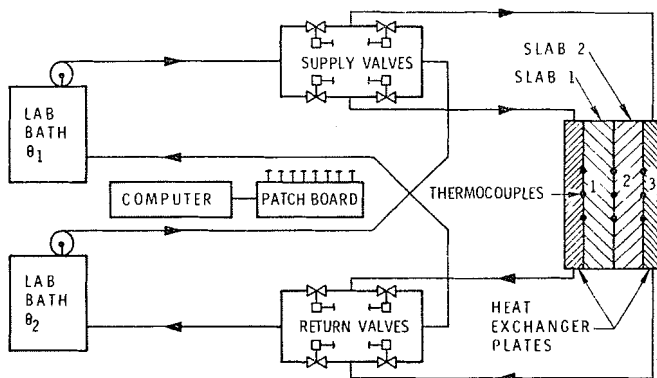 SUPPLY VALVES
SLAB 2
SLAB 1
LAB
BATH
θ1
COMPUTER
PATCH BOARD
THERMOCOUPLES
1
2
3
LAB
BATH
θ2
RETURN VALVES
HEAT
EXCHANGER
PLATES